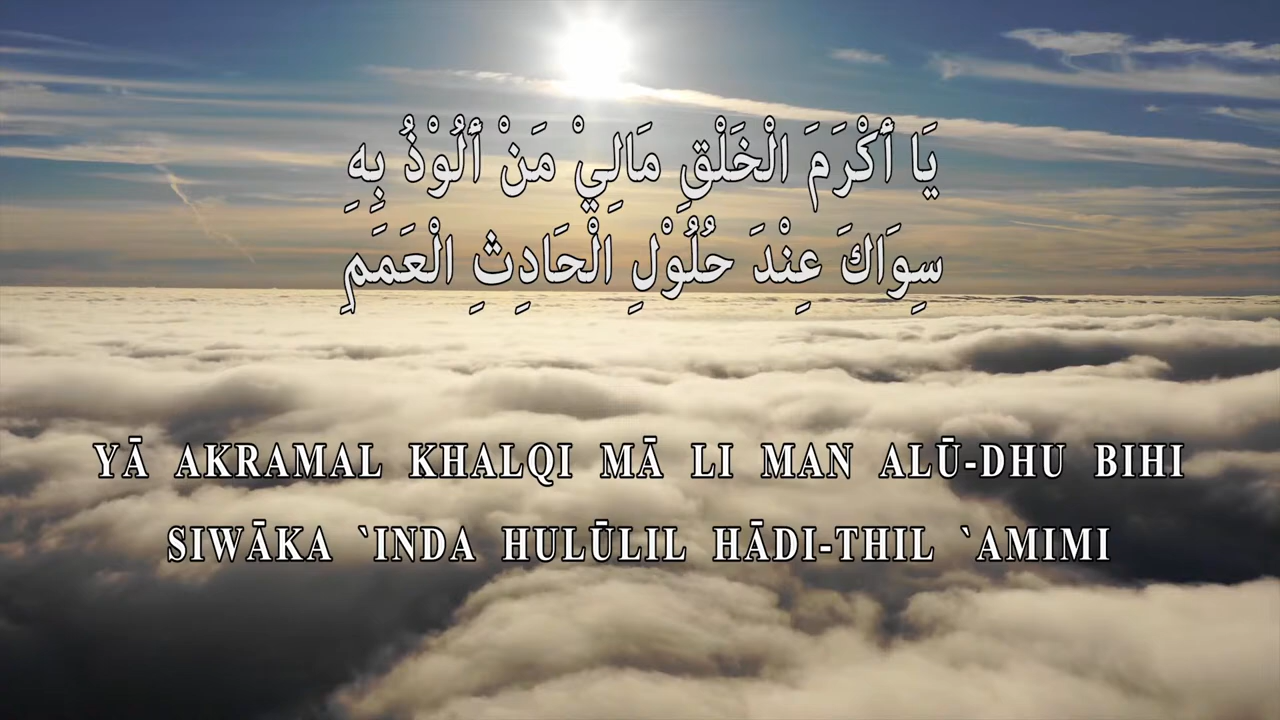 يَا أَكْرَمَ الْخَلْقِ مَالِيْ مَنْ أَلُوْذُ بِهِ
سِوَاكَ عِنْدَ حُلُوْلِ الْحَادِثِ الْعَمَمِ
YĀ AKRAMAL KHALQI MĀ LI MAN ALŪ-DHU BIHI
SIWĀKA `INDA HULŪLIL HĀDI-THIL `AMIMI